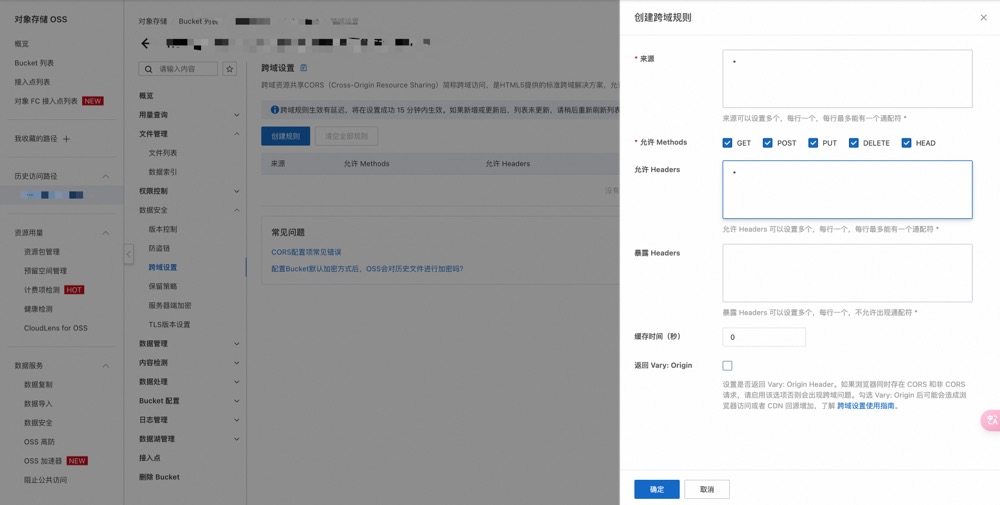 对象存储 OSS
概览
Bucket 列表
接入点列表
对象 FC 接入点列表 NEW
我收藏的路径 +
历史访问路径
资源用量
资源包管理
预留空间管理
计费项检测 HOT
健康检测
CloudLens for OSS
数据服务
数据复制
数据导入
数据安全
OSS 高防
OSS 加速器 NEW
阻止公共访问
对象存储 / Bucket 列表
请输入内容
概览
用量查询
文件管理
文件列表
数据索引
权限控制
数据安全
版本控制
防盗链
跨域设置
保留策略
服务器端加密
TLS版本设置
数据管理
内容检测
数据处理
Bucket 配置
日志管理
数据湖管理
接入点
删除 Bucket
跨域设置
跨域资源共享CORS（Cross-Origin Resource Sharing）简称跨域访问，是HTML5提供的标准跨域解决方案，允
跨域规则生效有延迟，将在设置成功 15 分钟内生效。如果新增或更新后，列表未更新，请稍后重新刷新列表
创建规则 清空全部规则
来源 允许 Methods 允许 Headers
没有
常见问题
CORS配置项常见错误
配置Bucket默认加密方式后，OSS会对历史文件进行加密吗？
创建跨域规则
* 来源
*
来源可以设置多个，每行一个，每行最多能有一个通配符 *
* 允许 Methods GET POST PUT DELETE HEAD
允许 Headers
*
允许 Headers 可以设置多个，每行一个，每行最多能有一个通配符 *
暴露 Headers
暴露 Headers 可以设置多个，每行一个，不允许出现通配符 *
缓存时间（秒） 0
返回 Vary: Origin
设置是否返回 Vary: Origin Header。如果浏览器同时存在 CORS 和非 CORS
请求，请启用该选项否则会出现跨域问题。勾选 Vary: Origin 后可能会造成浏
览器访问或者 CDN 回源增加，了解 跨域设置使用指南。
确定 取消